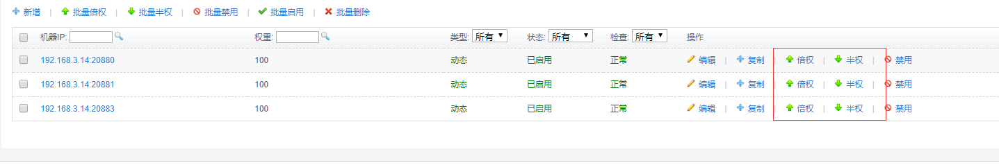 新增 | 批量倍权 | 批量半权 | 批量禁用 | 批量启用 | 批量删除
机器IP: 权重: 类型: 所有 状态: 所有 检查: 所有 操作
192.168.3.14:20880 100 动态 已启用 正常 编辑 | 复制 | 倍权 | 半权 | 禁用
192.168.3.14:20881 100 动态 已启用 正常 编辑 | 复制 | 倍权 | 半权 | 禁用
192.168.3.14:20883 100 动态 已启用 正常 编辑 | 复制 | 倍权 | 半权 | 禁用